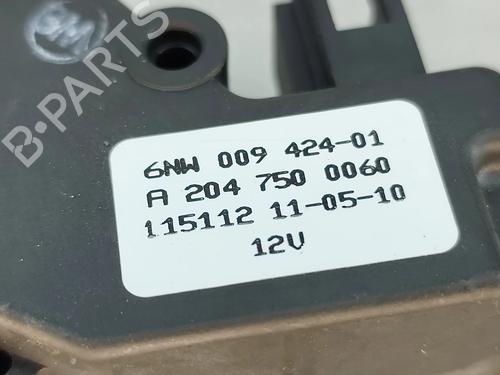 B-PARTS
6NW 009 424-01
A 204 750 0060
115112 11-05-10
12V